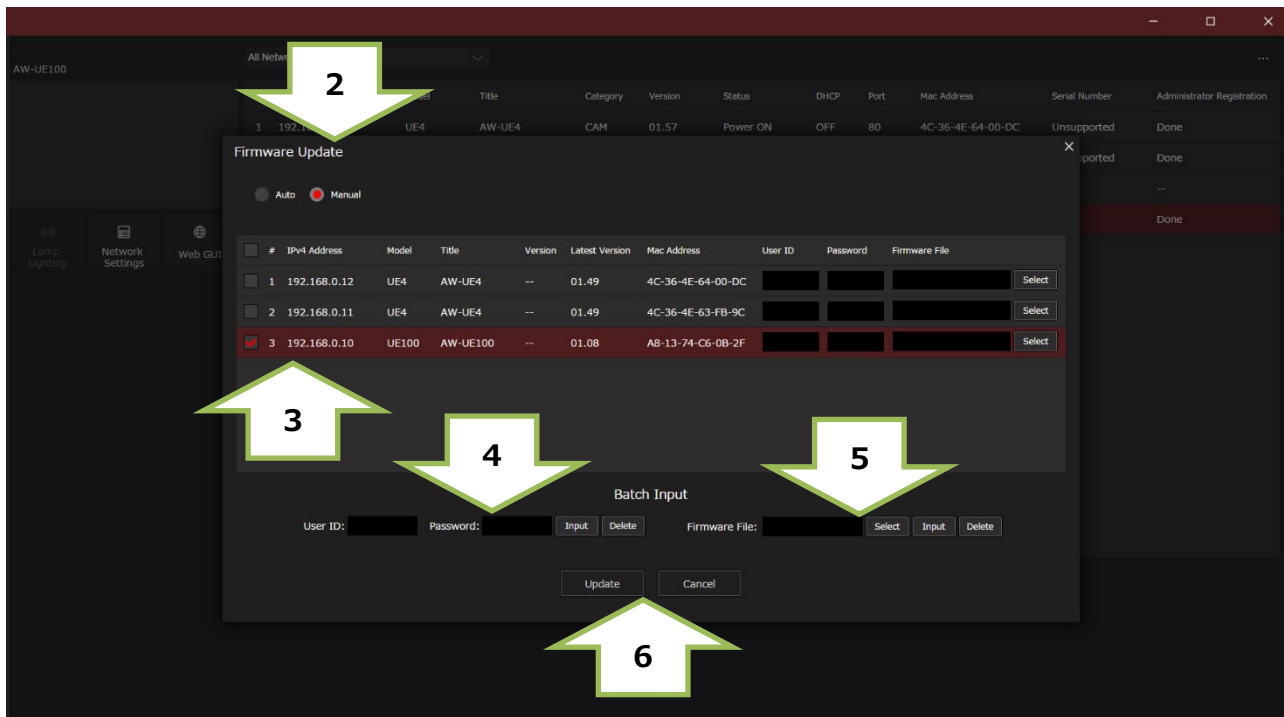 All Netw
...
AW-UE100
2
Title Category Version Status DHCP Port Mac Address Serial Number Administrator Registration
1 192.1 UE4 AW-UE4 CAM 01.57 Power ON OFF 80 4C-36-4E-64-00-DC Unsupported Done
Firmware Update
Done
--
Auto Manual
Done
Lamp Lighting
Network Settings
Web GUI
# IPv4 Address Model Title Version Latest Version Mac Address User ID Password Firmware File
1 192.168.0.12 UE4 AW-UE4 -- 01.49 4C-36-4E-64-00-DC Select
2 192.168.0.11 UE4 AW-UE4 -- 01.49 4C-36-4E-63-FB-9C Select
3 192.168.0.10 UE100 AW-UE100 -- 01.08 A8-13-74-C6-0B-2F Select
3
4
5
Batch Input
User ID: Password: Input Delete Firmware File: Select Input Delete
Update Cancel
6